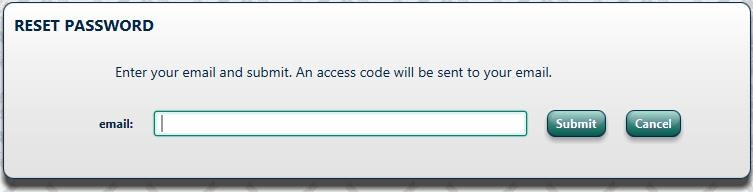 RESET PASSWORD
Enter your email and submit. An access code will be sent to your email.
email: Submit Cancel